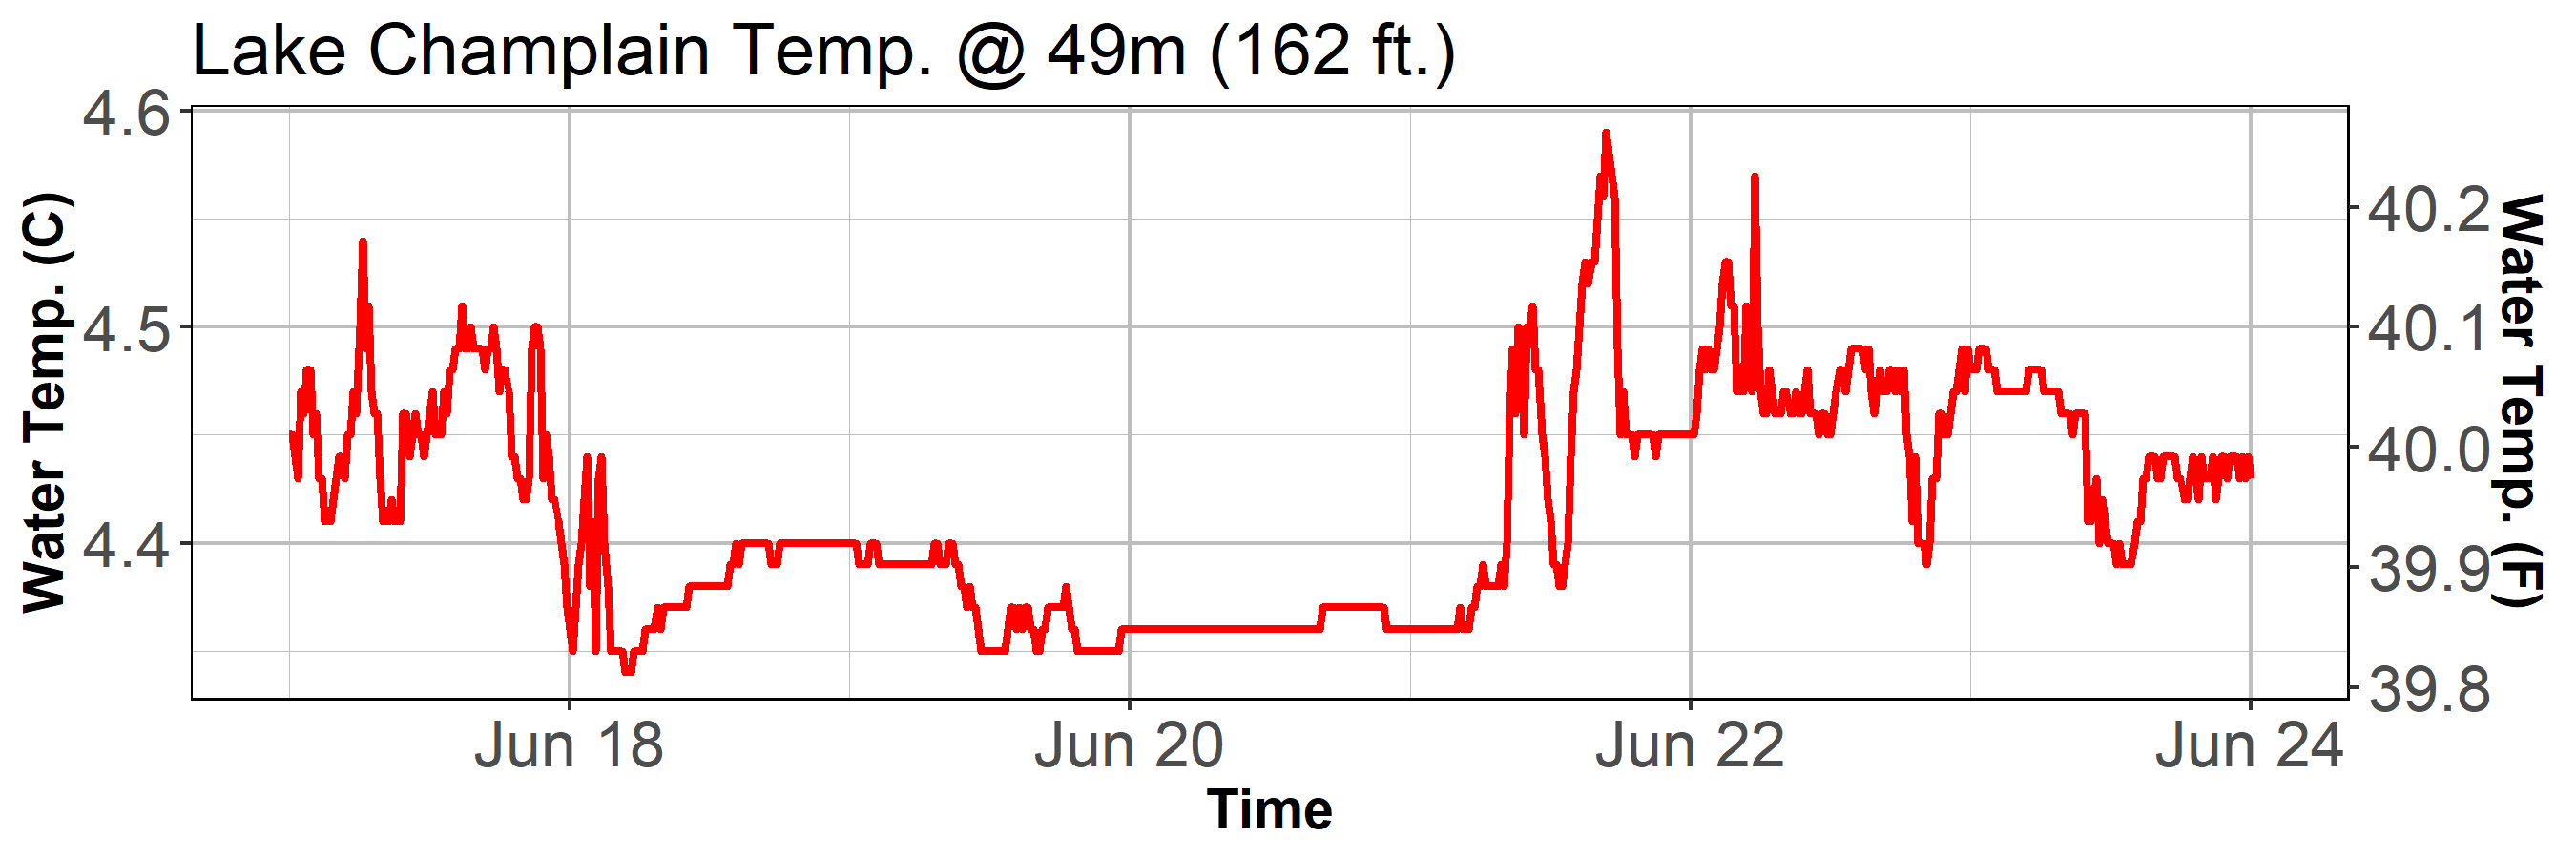 Lake Champlain Temp. @ 49m (162 ft.)
Water Temp. (C)
4.6
4.5
4.4
40.2
40.1
40.0
39.9
39.8
Water Temp. (F)
Jun 18 Jun 20 Jun 22 Jun 24
Time